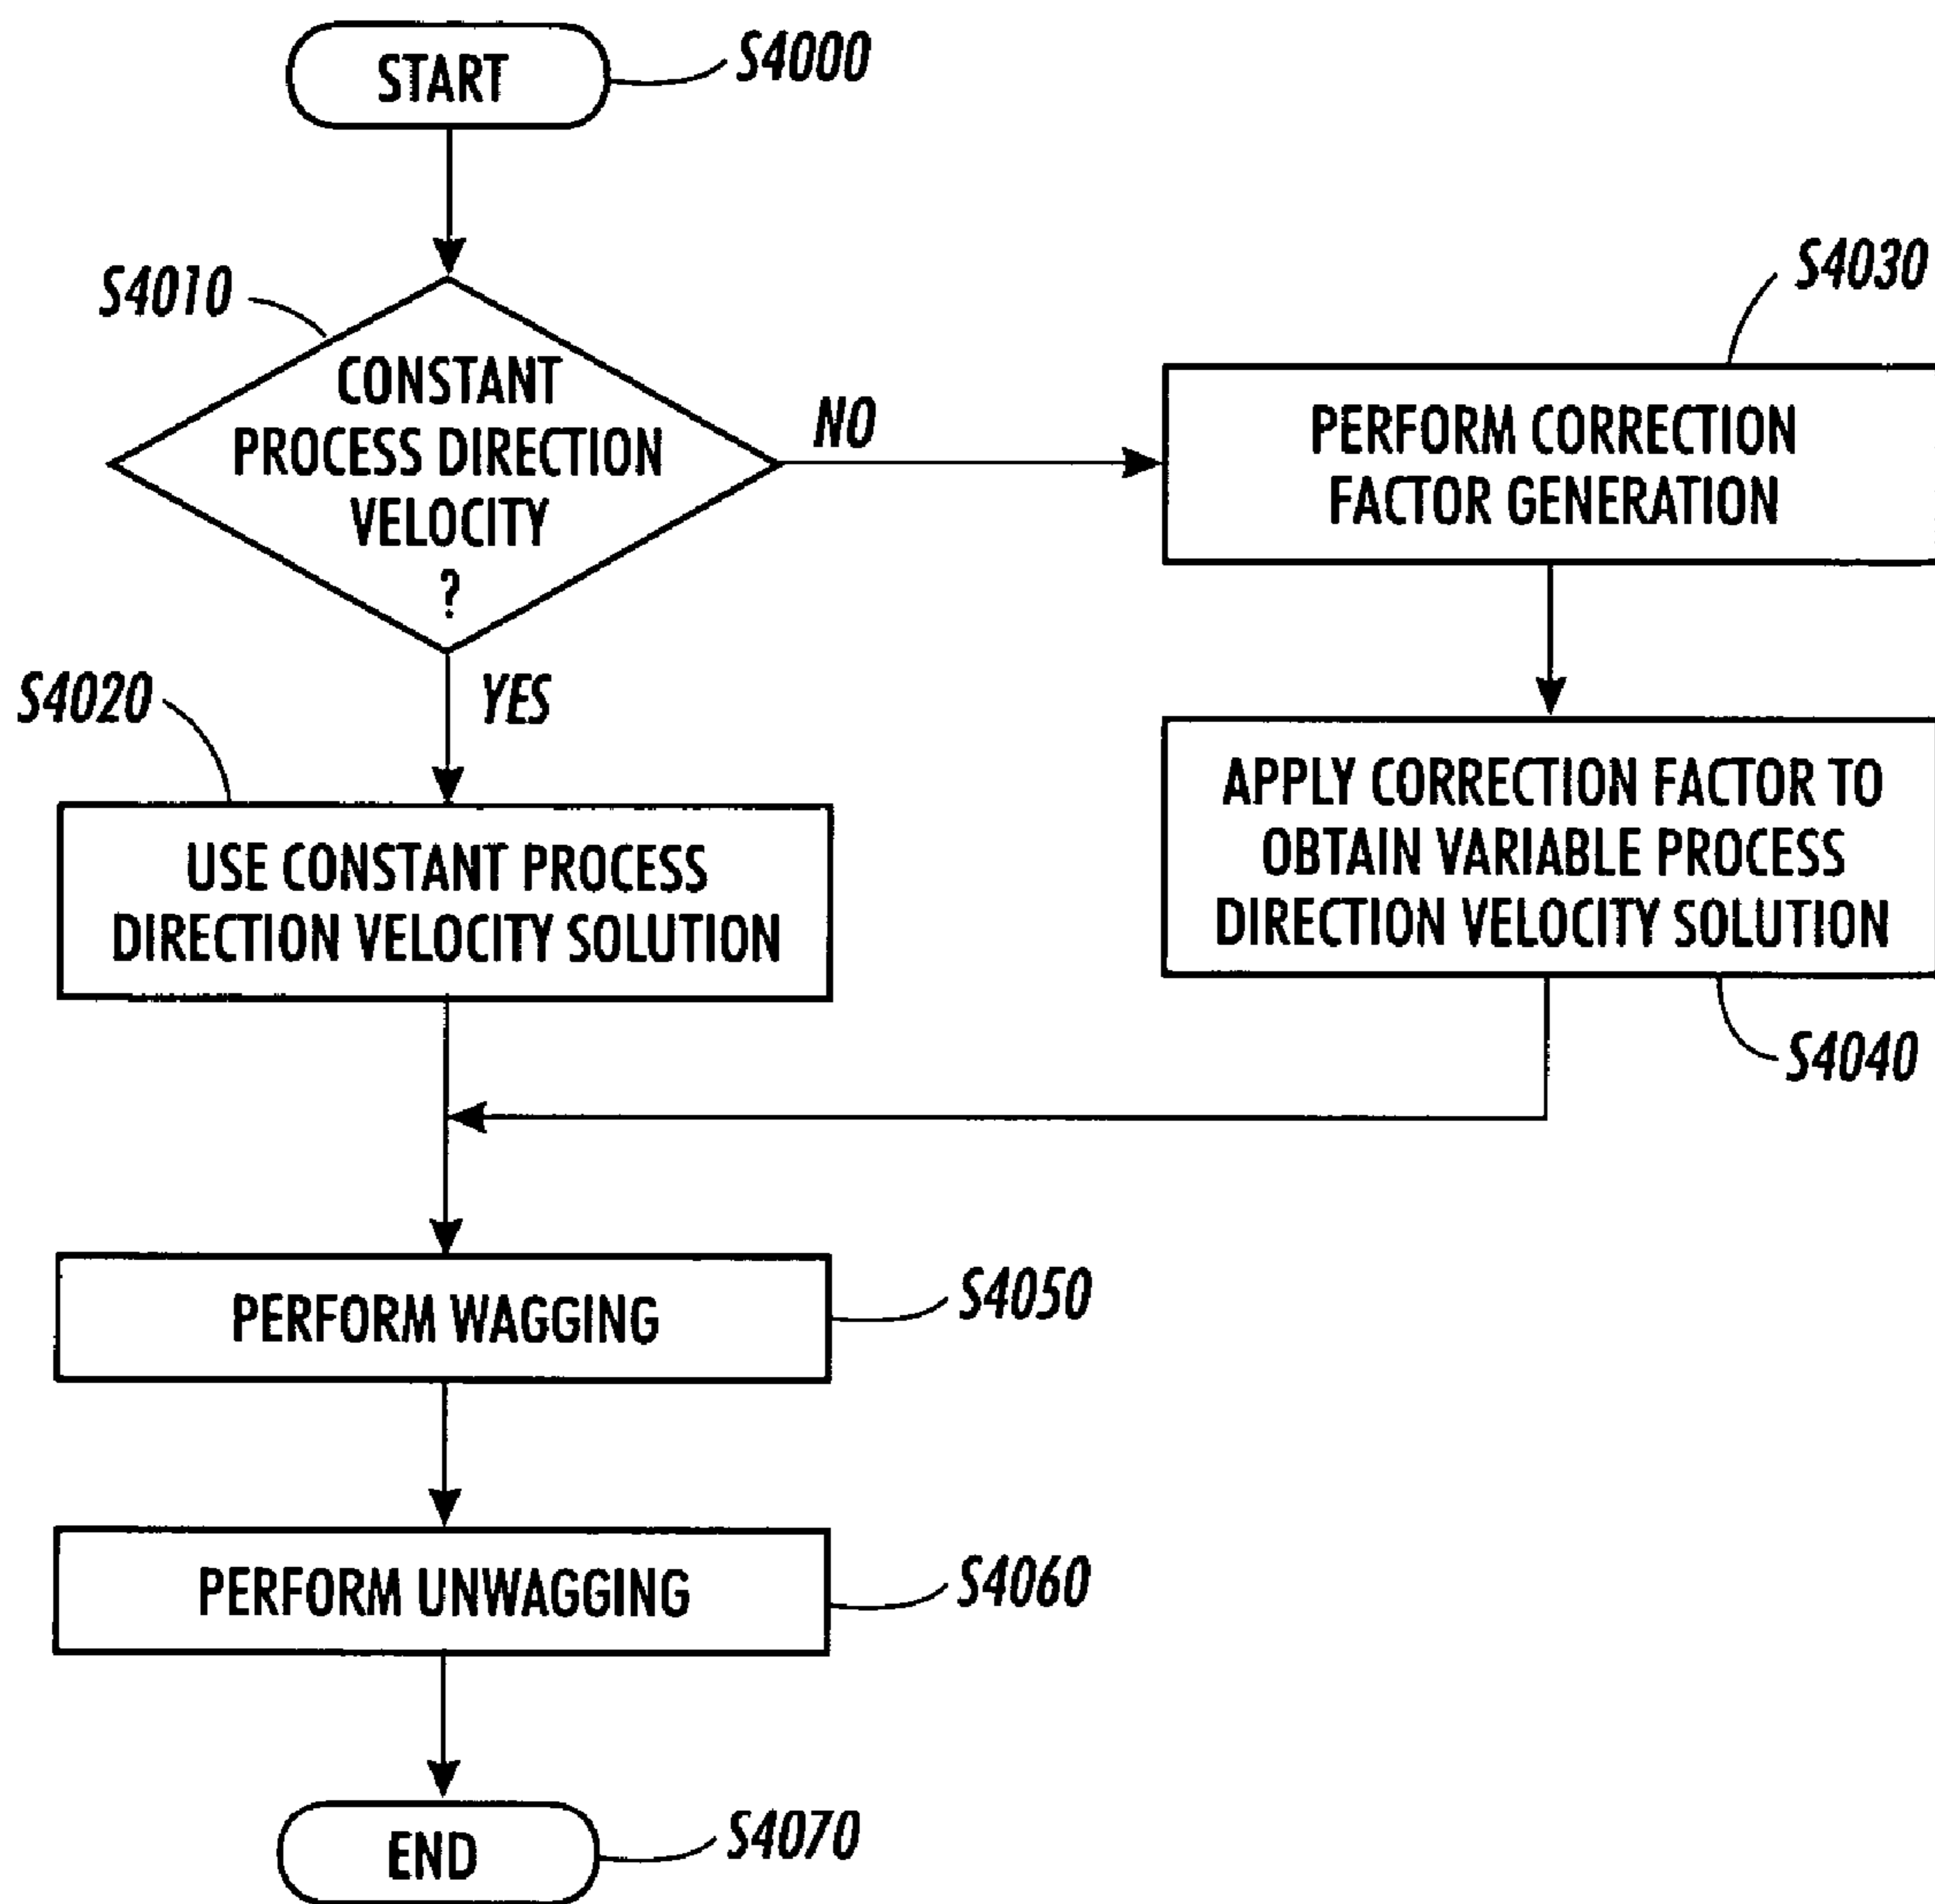 START
S4000
S4010
CONSTANT
PROCESS DIRECTION
VELOCITY
?
NO
S4030
PERFORM CORRECTION
FACTOR GENERATION
YES
S4020
USE CONSTANT PROCESS
DIRECTION VELOCITY SOLUTION
APPLY CORRECTION FACTOR TO
OBTAIN VARIABLE PROCESS
DIRECTION VELOCITY SOLUTION
S4040
PERFORM WAGGING
S4050
PERFORM UNWAGGING
S4060
END
S4070